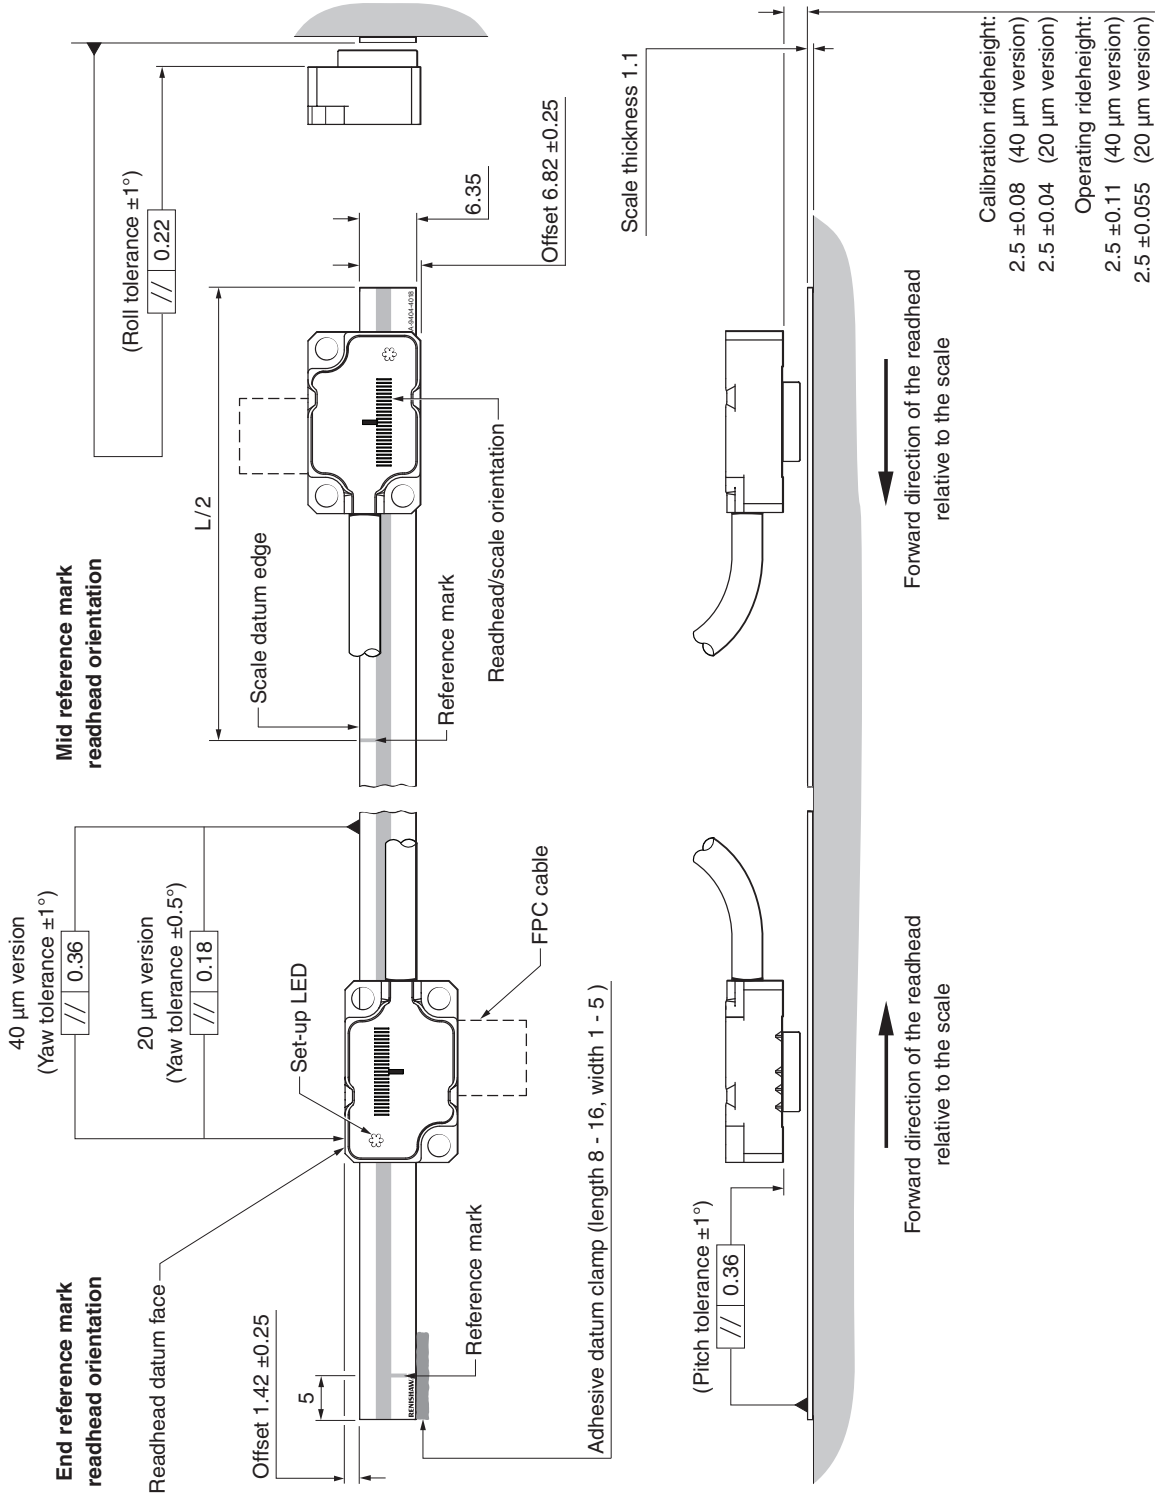 End reference mark
readhead orientation
Readhead datum face
Offset 1.42 ±0.25
5
40 µm version
(Yaw tolerance ±1°)
// 0.36
20 µm version
(Yaw tolerance ±0.5°)
// 0.18
Set-up LED
FPC cable
RENISHAW
Reference mark
Adhesive datum clamp (length 8 - 16, width 1 - 5 )
Mid reference mark
readhead orientation
L/2
Scale datum edge
Reference mark
Readhead/scale orientation
A-9404-4018
(Roll tolerance ±1°)
// 0.22
6.35
Offset 6.82 ±0.25
(Pitch tolerance ±1°)
// 0.36
Forward direction of the readhead
relative to the scale
Forward direction of the readhead
relative to the scale
Scale thickness 1.1
Calibration rideheight:
2.5 ±0.08 (40 µm version)
2.5 ±0.04 (20 µm version)
Operating rideheight:
2.5 ±0.11 (40 µm version)
2.5 ±0.055 (20 µm version)